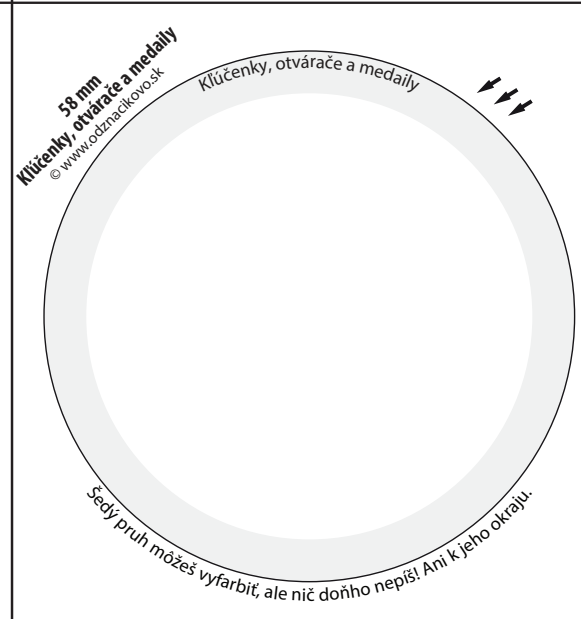 58 mm
Kľúčenky, otvárače a medaily
© www.odznacikovo.sk
Kľúčenky, otvárače a medaily
Šedý pruh môžeš vyfarbiť, ale nič doňho nepíš! Ani k jeho okraju.